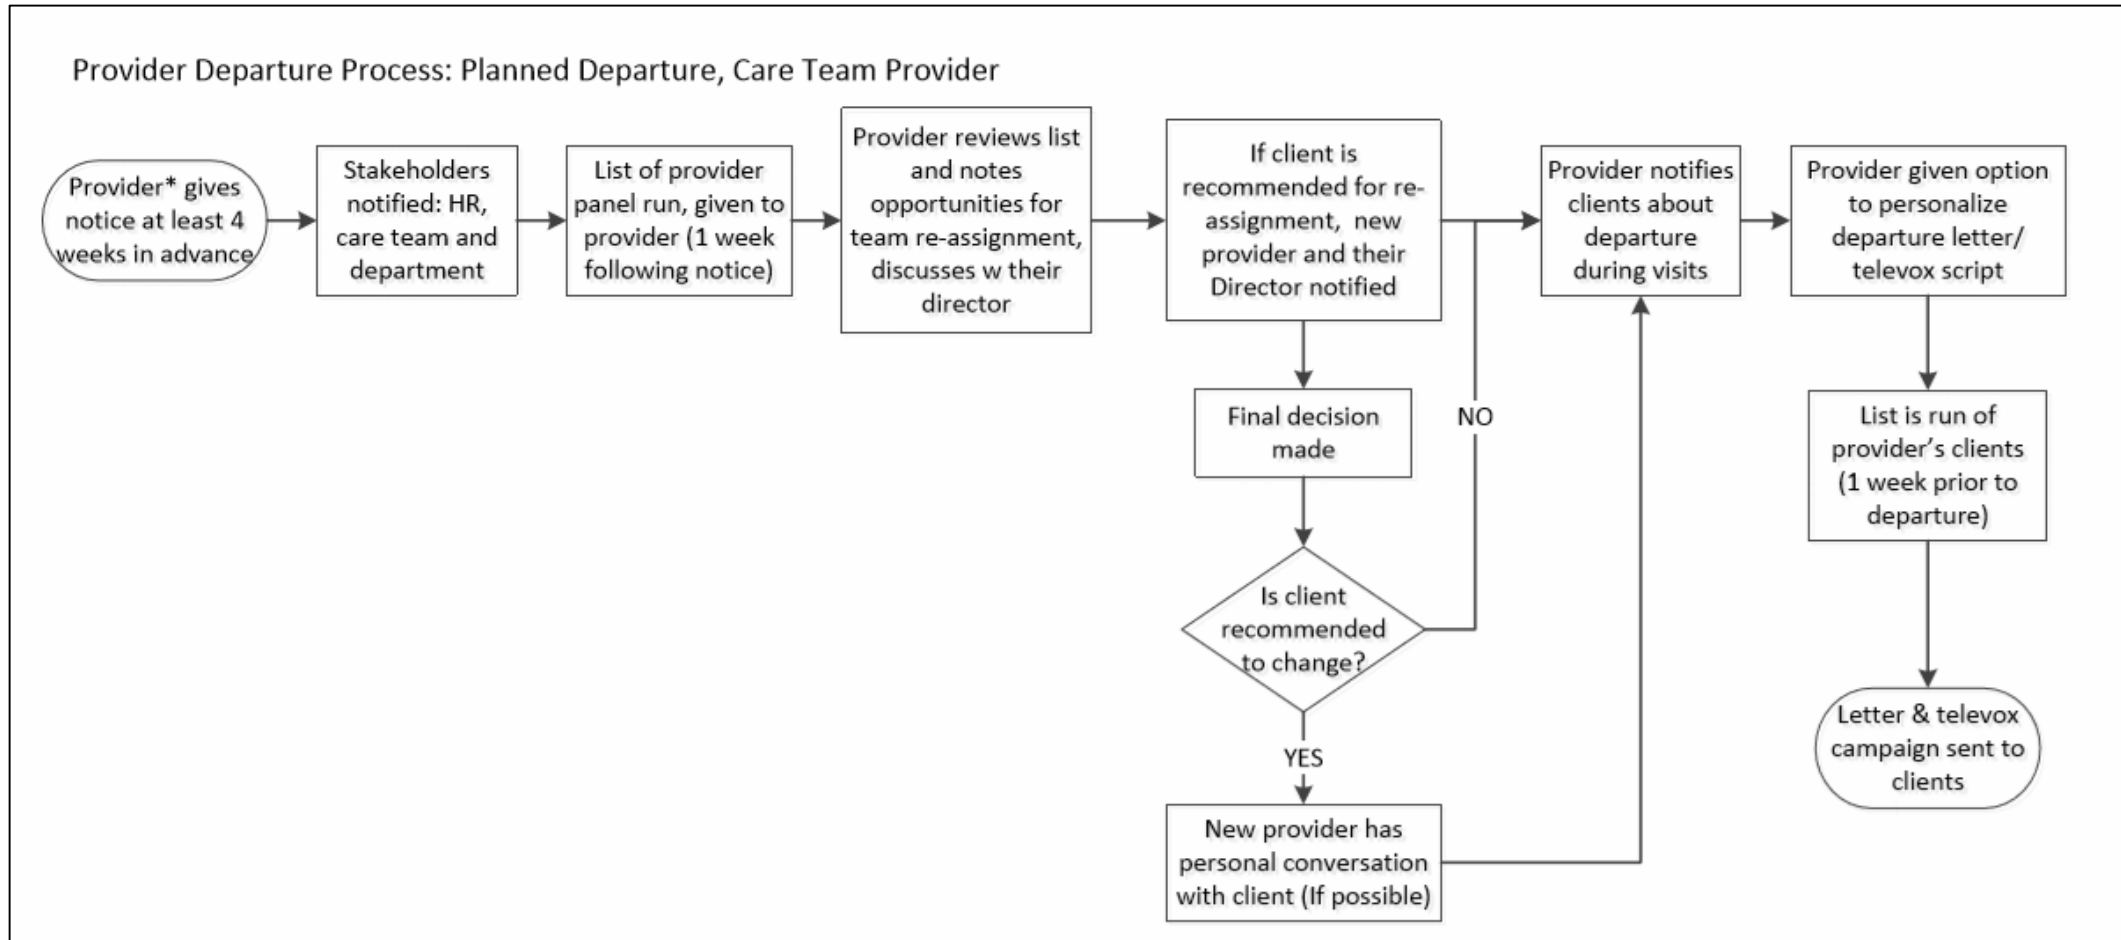 Provider Departure Process: Planned Departure, Care Team Provider
Provider* gives
notice at least 4
weeks in advance
Stakeholders
notified: HR,
care team and
department
List of provider
panel run, given to
provider (1 week
following notice)
Provider reviews list
and notes
opportunities for
team re-assignment,
discusses w their
director
If client is
recommended for re-
assignment, new
provider and their
Director notified
Provider notifies
clients about
departure
during visits
Provider given option
to personalize
departure letter/
televox script
Final decision
made
NO
List is run of
provider's clients
(1 week prior to
departure)
Is client
recommended
to change?
YES
Letter & televox
campaign sent to
clients
New provider has
personal conversation
with client (If possible)